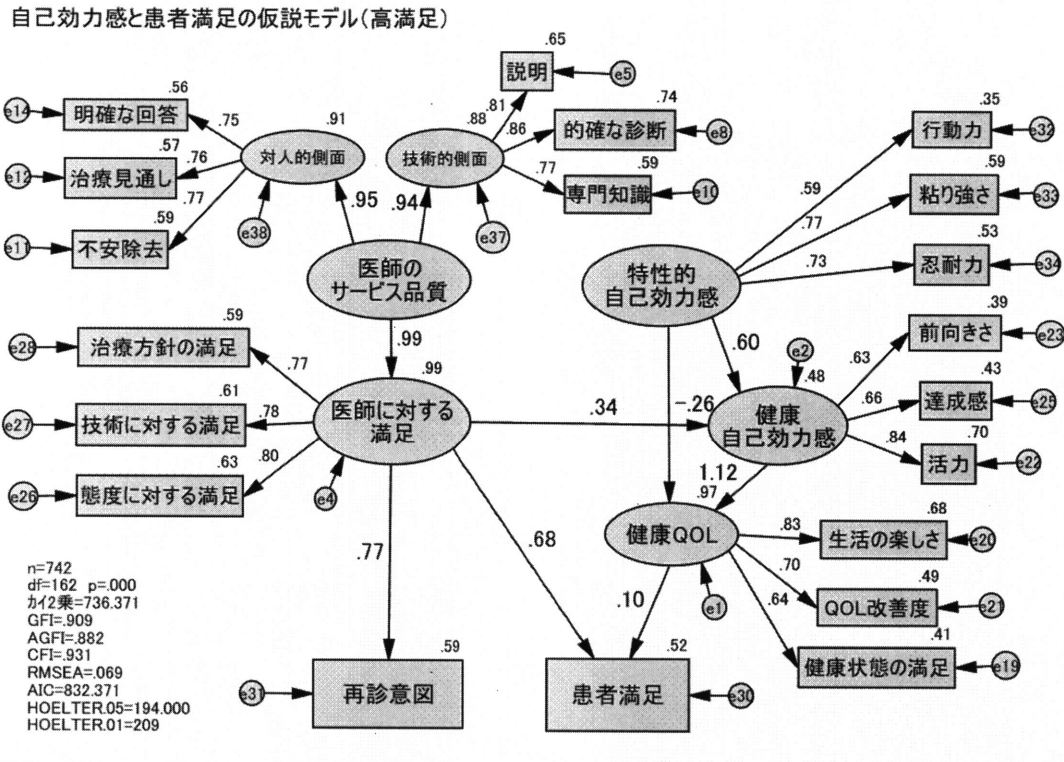 自己効力感と患者満足の仮説モデル(高満足)
.65
説明
e5
.56
e14
明確な回答
.75
.91
.88
.81
.86
.74
的確な診断
e8
.35
行動力
e32
.57
e12
治療見通し
.76
対人的側面
技術的側面
.77
.59
専門知識
e10
.59
粘り強さ
e33
.59
.77
.59
e11
不安除去
.77
e38
.95
.94
e37
医師の
サービス品質
特性的
自己効力感
.73
.53
忍耐力
e34
.59
e28
治療方針の満足
.77
.99
.99
.60
e2
.48
.63
.39
前向きさ
e23
.61
e27
技術に対する満足
.78
医師に対する
満足
.34
-.26
健康
自己効力感
.66
.43
達成感
e25
.63
e26
態度に対する満足
.80
e4
.84
.70
活力
e22
1.12
.97
健康QOL
.83
.68
生活の楽しさ
e20
.77
.68
.70
.49
QOL改善度
e21
.10
e1
.64
.41
健康状態の満足
e19
n=742
df=162 p=.000
カイ2乗=736.371
GFI=.909
AGFI=.882
CFI=.931
RMSEA=.069
AIC=832.371
HOELTER.05=194.000
HOELTER.01=209
.59
e31
再診意図
.52
患者満足
e30